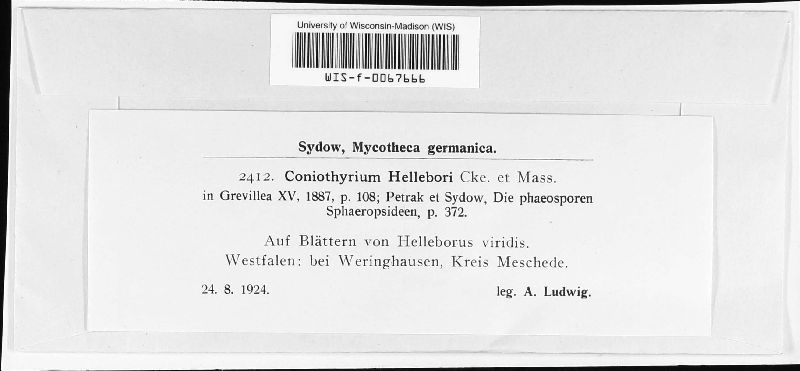 University of Wisconsin-Madison (WIS)
WIS-f-0067666
Sydow, Mycotheca germanica.
2412. Coniothyrium Hellebori Cke. et Mass.
in Grevillea XV, 1887, p. 108; Petrak et Sydow, Die phaeosporen
Sphaeropsideen, p. 372.
Auf Blättern von Helleborus viridis.
Westfalen: bei Weringhausen, Kreis Meschede.
24. 8. 1924. leg. A. Ludwig.